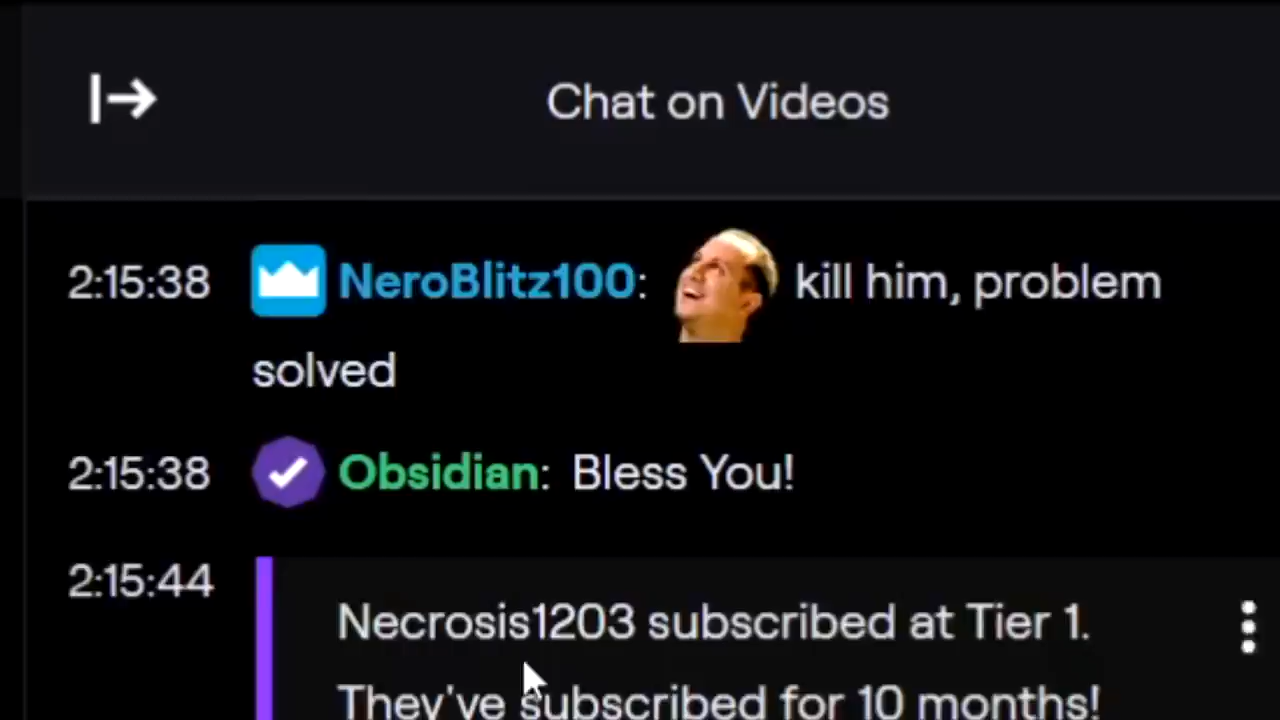 Chat on Videos
2:15:38 NeroBlitz100: kill him, problem
solved
2:15:38 Obsidian: Bless You!
2:15:44
Necrosis1203 subscribed at Tier 1.
They've subscribed for 10 months!